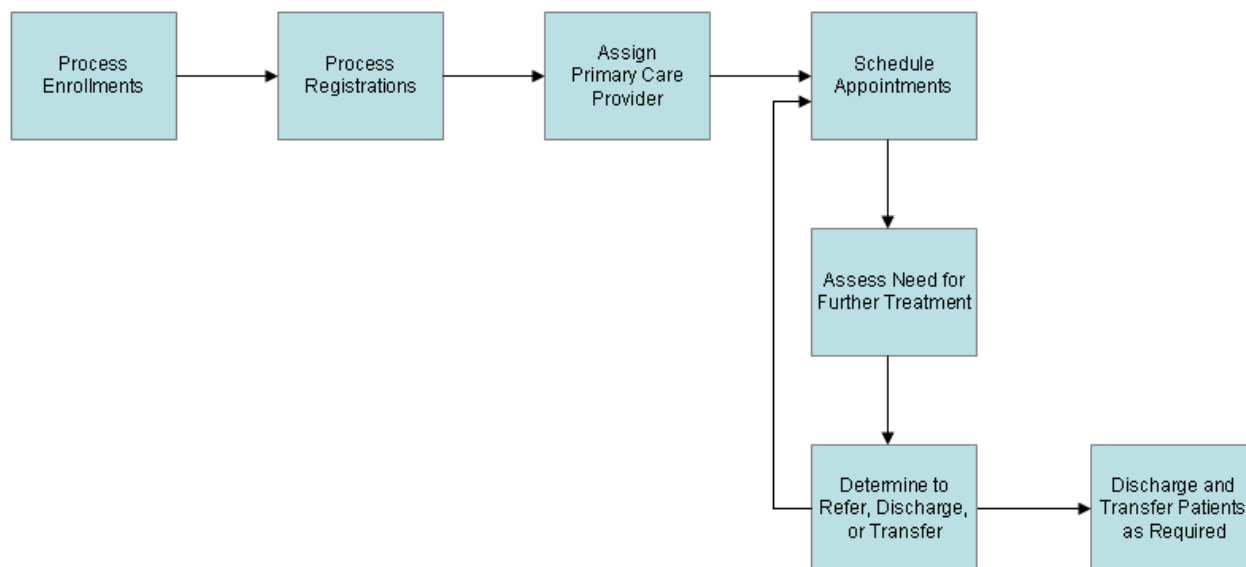 Process
Enrollments
Process
Registrations
Assign
Primary Care
Provider
Schedule
Appointments
Assess Need for
Further Treatment
Determine to
Refer, Discharge,
or Transfer
Discharge and
Transfer Patients
as Required